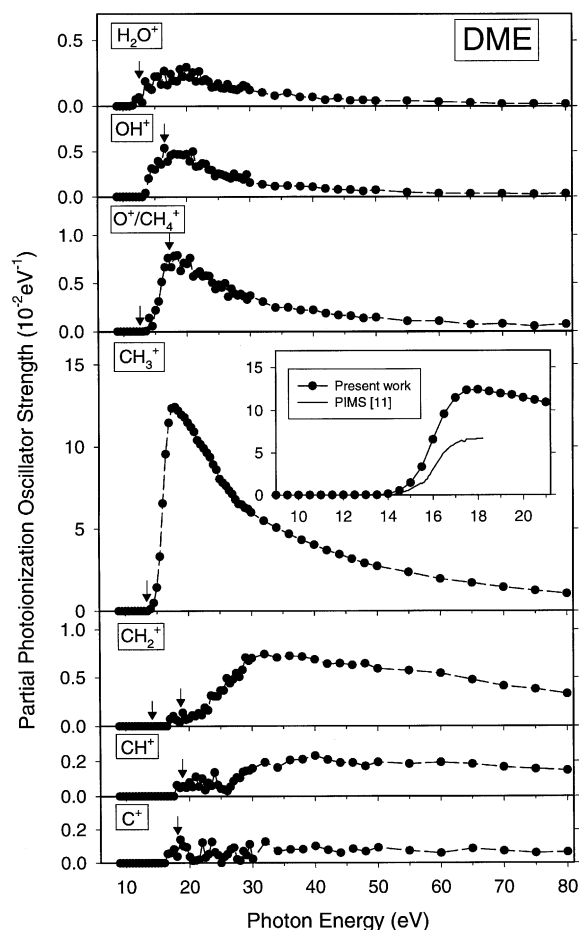 DME
H₂O⁺
0.5
0.0
OH⁺
0.5
0.0
O⁺/CH₄⁺
1.0
0.5
0.0
CH₃⁺
15
10
5
0
Present work
PIMS [11]
15
10
5
0
10 12 14 16 18 20
CH₂⁺
1.0
0.5
0.0
CH⁺
0.2
0.0
C⁺
0.2
0.0
10 20 30 40 50 60 70 80
Photon Energy (eV)
Partial Photoionization Oscillator Strength (10⁻²eV⁻¹)